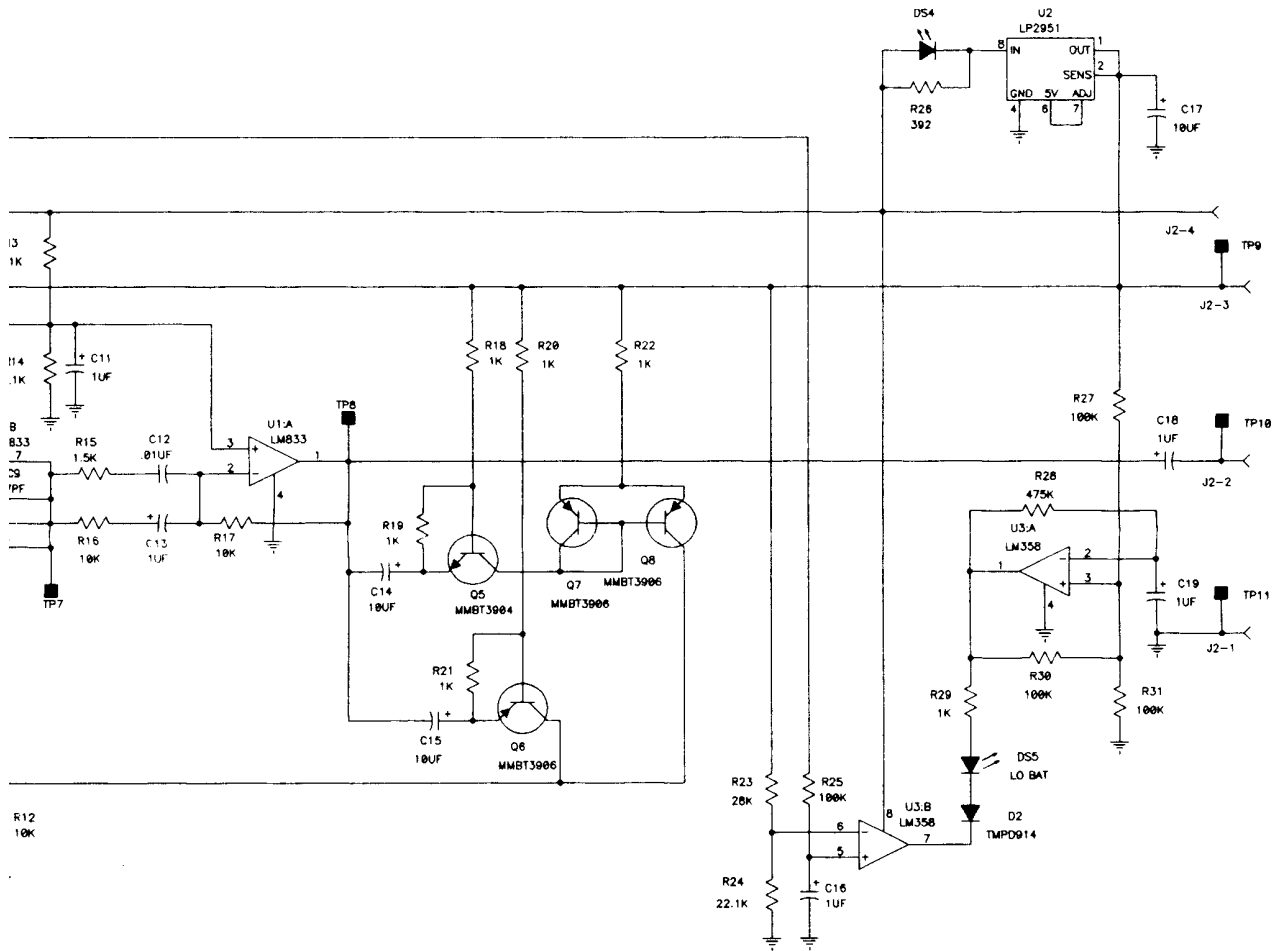 DS4
U2
LP2951
8
IN
OUT
1
SENS
2
GND
5V
ADJ
4
6
7
R26
392
+
C17
10UF
J2-4
TP9
J2-3
1K
R18
1K
R20
1K
R22
1K
+
C11
1UF
R27
100K
TP8
U1:A
LM833
3
+
2
-
1
4
C18
1UF
+
TP10
J2-2
7
R15
1.5K
C12
.01UF
R16
10K
+
C13
1UF
R17
10K
TP7
R19
1K
C14
10UF
+
Q5
MMBT3904
Q7
MMBT3906
Q8
MMBT3906
R28
475K
U3:A
LM358
1
-
2
+
3
4
+
C19
1UF
TP11
J2-1
R21
1K
C15
10UF
+
Q6
MMBT3906
R30
100K
R29
1K
R31
100K
DS5
LO BAT
D2
TMPD914
R23
28K
R25
100K
U3:B
LM358
8
6
-
5
+
7
R24
22.1K
+
C16
1UF
R12
10K